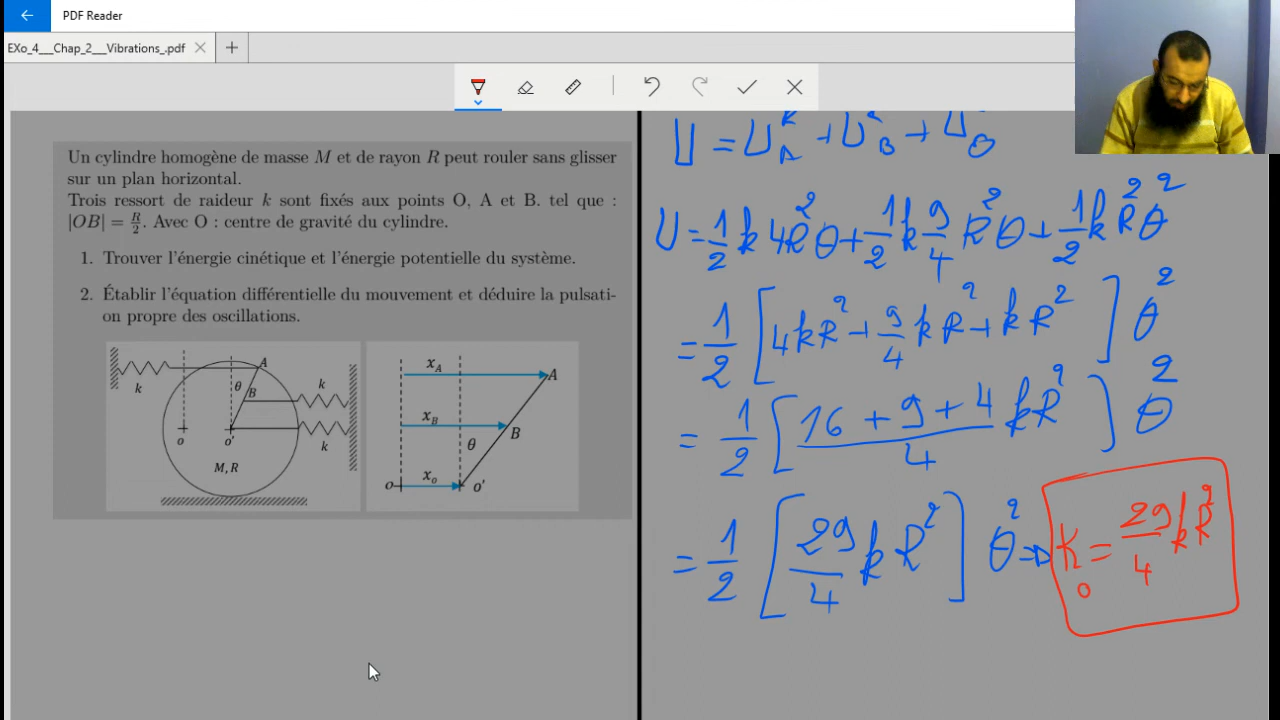 PDF Reader
EXo_4___Chap_2___Vibrations_.pdf
Un cylindre homogène de masse M et de rayon R peut rouler sans glisser
sur un plan horizontal.
Trois ressort de raideur k sont fixés aux points O, A et B. tel que :
|OB| = R/2. Avec O : centre de gravité du cylindre.
1. Trouver l'énergie cinétique et l'énergie potentielle du système.
2. Établir l'équation différentielle du mouvement et déduire la pulsati-
on propre des oscillations.
k
A
θ
B
k
o
o'
k
M,R
x_A
A
x_B
B
θ
x_o
o
o'
U = U_A^k + U_B^k + U_O
U = 1/2 k 4R² θ + 1/2 k 9/4 R² θ + 1/2 k R² θ²
= 1/2 [4kR² + 9/4 kR² + kR²] θ²
= 1/2 [(16 + 9 + 4)/4 kR²] θ²
= 1/2 [29/4 kR²] θ² ⇒ K_0 = 29/4 kR²